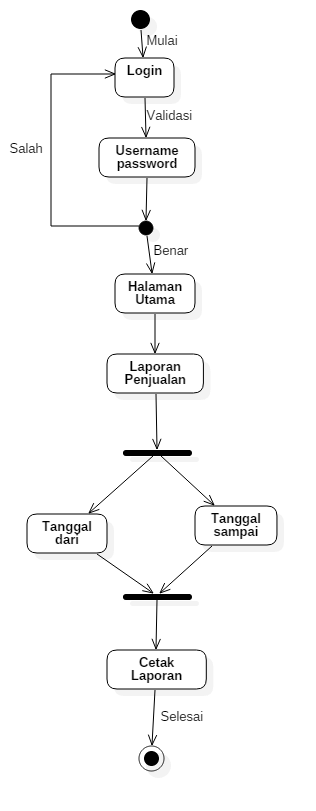 Mulai
Login
Validasi
Username
password
Salah
Benar
Halaman
Utama
Laporan
Penjualan
Tanggal
dari
Tanggal
sampai
Cetak
Laporan
Selesai